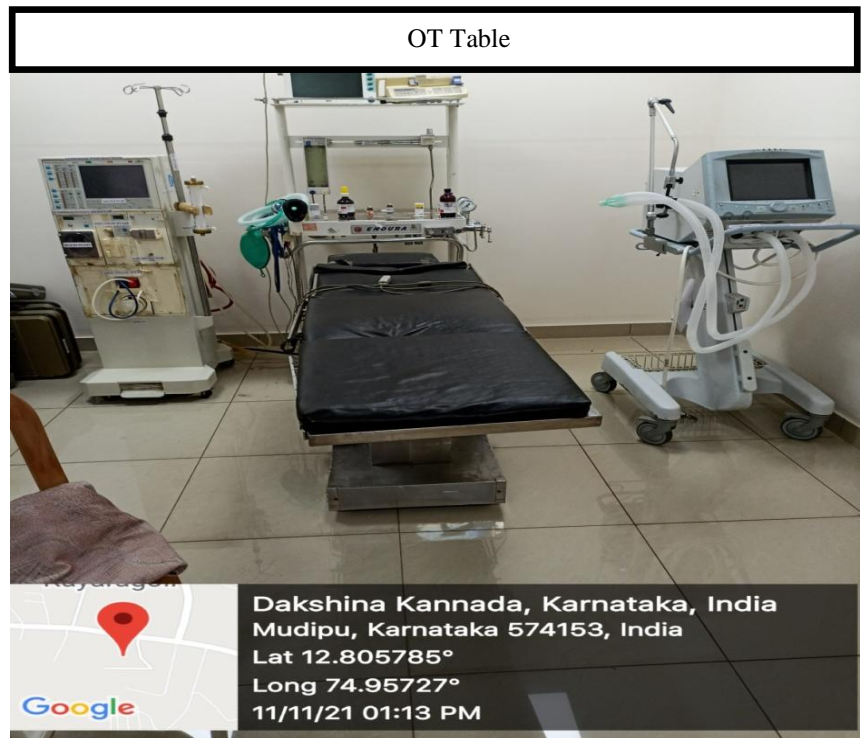 OT Table
ENDURA
Dakshina Kannada, Karnataka, India
Mudipu, Karnataka 574153, India
Lat 12.805785°
Long 74.95727°
Google
11/11/21 01:13 PM